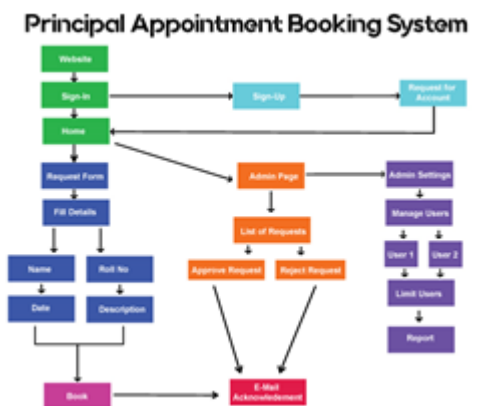 Principal Appointment Booking System
Website
Sign-in
Sign-Up
Request for
Account
Home
Request Form
Admin Page
Admin Settings
Fill Details
Manage Users
List of Requests
User 1
User 2
Name
Roll No
Approve Request
Reject Request
Limit Users
Date
Description
Report
Book
E-Mail
Acknowledement